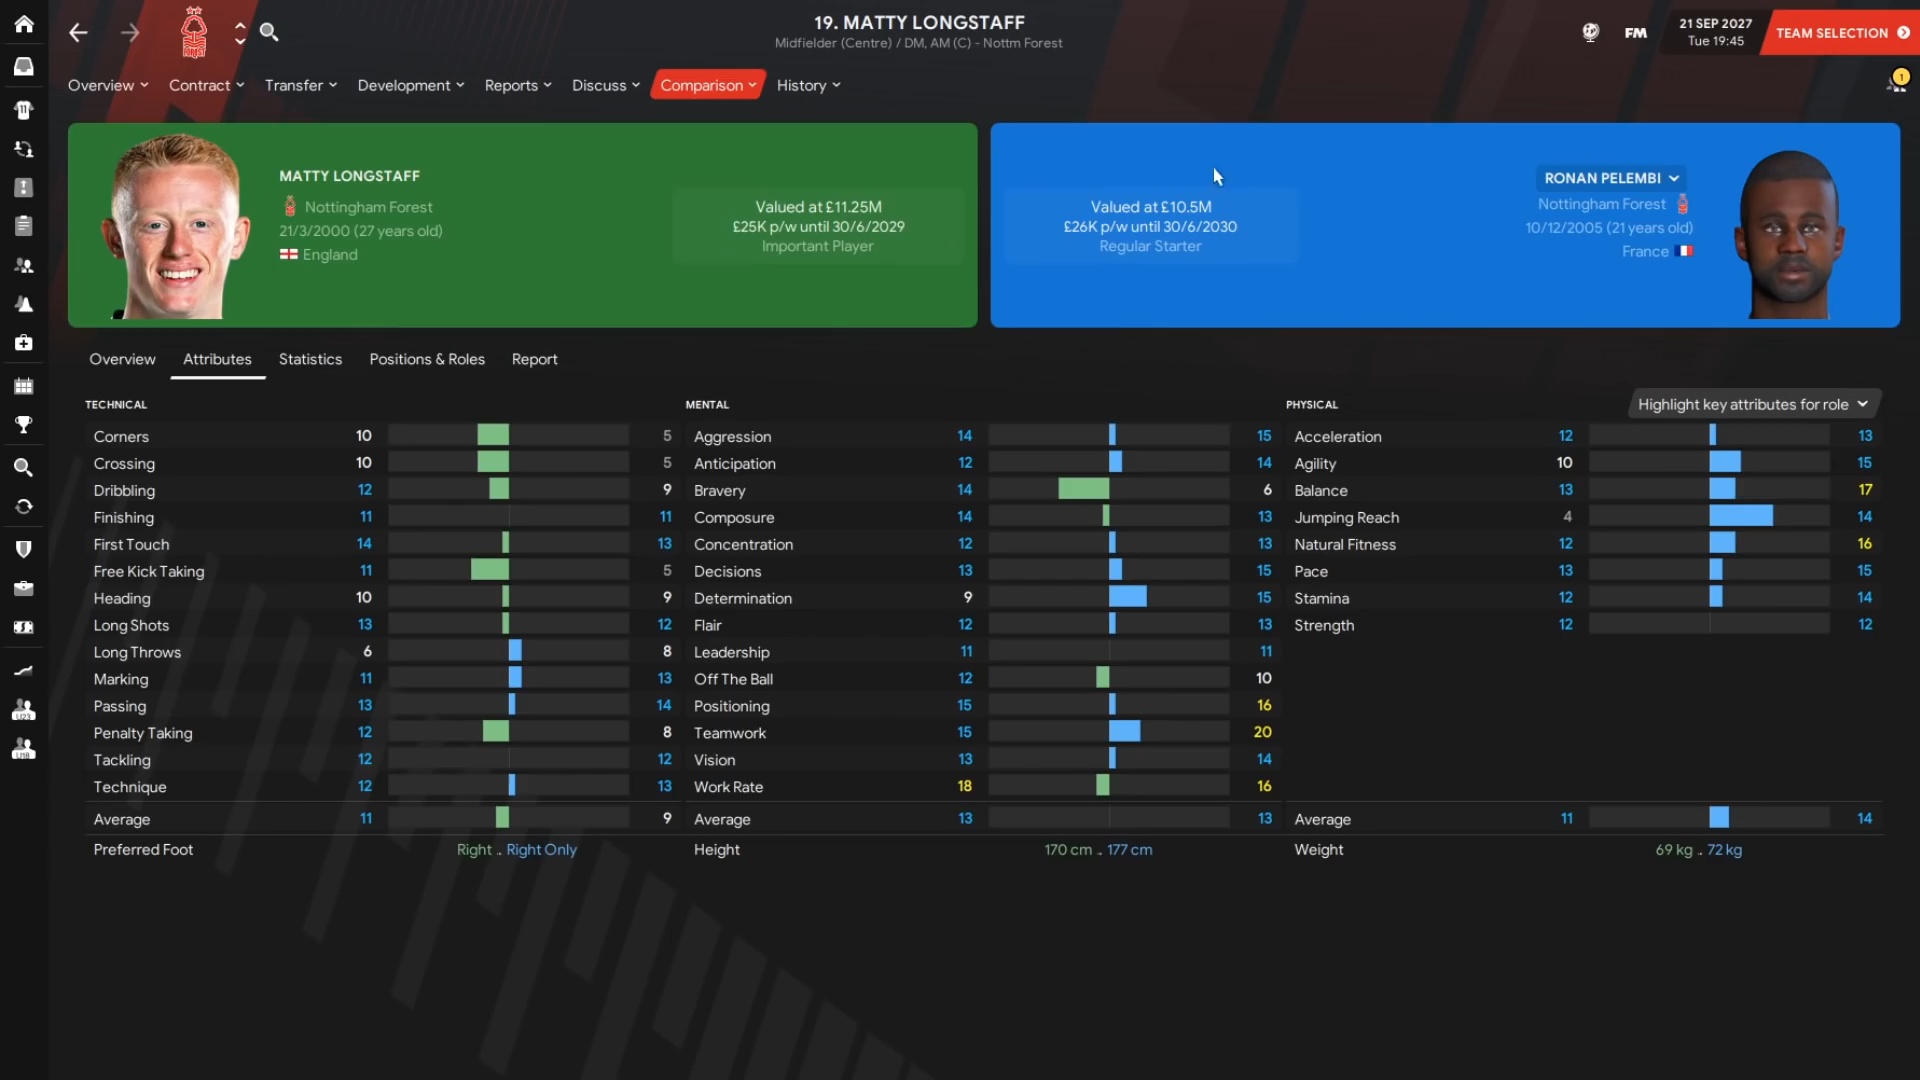 19. MATTY LONGSTAFF
Midfielder (Centre) / DM, AM (C) - Nottm Forest
FOREST
FM
21 SEP 2027
Tue 19:45
TEAM SELECTION
Overview
Contract
Transfer
Development
Reports
Discuss
Comparison
History
1
11
MATTY LONGSTAFF
Nottingham Forest
21/3/2000 (27 years old)
England
Valued at £11.25M
£25K p/w until 30/6/2029
Important Player
Valued at £10.5M
£26K p/w until 30/6/2030
Regular Starter
RONAN PELEMBI
Nottingham Forest
10/12/2005 (21 years old)
France
Overview
Attributes
Statistics
Positions & Roles
Report
Highlight key attributes for role
TECHNICAL
Corners 10 5
Crossing 10 5
Dribbling 12 9
Finishing 11 11
First Touch 14 13
Free Kick Taking 11 5
Heading 10 9
Long Shots 13 12
Long Throws 6 8
Marking 11 13
Passing 13 14
Penalty Taking 12 8
Tackling 12 12
Technique 12 13
Average 11 9
Preferred Foot Right .. Right Only
MENTAL
Aggression 14 15
Anticipation 12 14
Bravery 14 6
Composure 14 13
Concentration 12 13
Decisions 13 15
Determination 9 15
Flair 12 13
Leadership 11 11
Off The Ball 12 10
Positioning 15 16
Teamwork 15 20
Vision 13 14
Work Rate 18 16
Average 13 13
Height 170 cm .. 177 cm
PHYSICAL
Acceleration 12 13
Agility 10 15
Balance 13 17
Jumping Reach 4 14
Natural Fitness 12 16
Pace 13 15
Stamina 12 14
Strength 12 12
Average 11 14
Weight 69 kg .. 72 kg
U23
U18